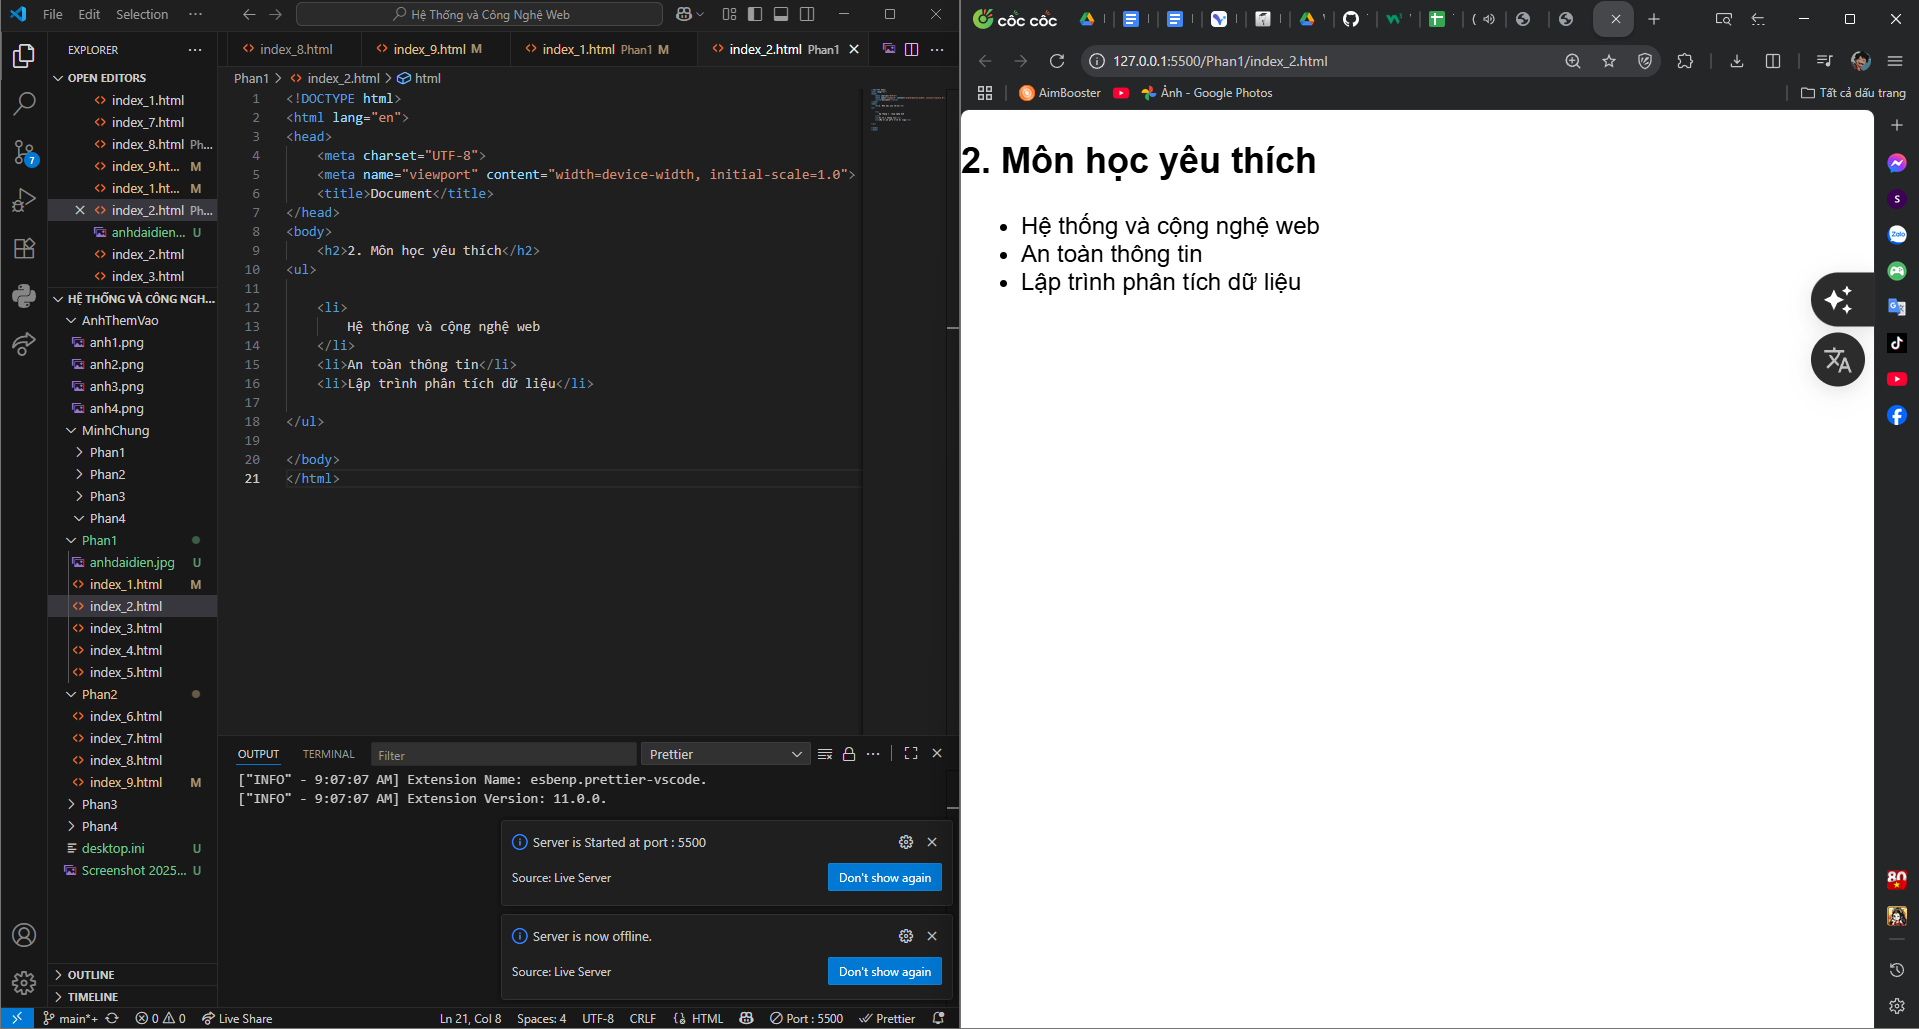 File Edit Selection ··· Hệ Thống và Công Nghệ Web
EXPLORER
OPEN EDITORS
index_1.html
index_7.html
index_8.html Ph...
index_9.ht... M
index_1.ht... M
index_2.html Ph...
anhdaidien... U
index_2.html
index_3.html
HỆ THỐNG VÀ CÔNG NGH...
AnhThemVao
anh1.png
anh2.png
anh3.png
anh4.png
MinhChung
Phan1
Phan2
Phan3
Phan4
Phan1
anhdaidien.jpg U
index_1.html M
index_2.html
index_3.html
index_4.html
index_5.html
Phan2
index_6.html
index_7.html
index_8.html
index_9.html M
Phan3
Phan4
desktop.ini U
Screenshot 2025... U
OUTLINE
TIMELINE
index_8.html index_9.html M index_1.html Phan1 M index_2.html Phan1
Phan1 > index_2.html > html
1 <!DOCTYPE html>
2 <html lang="en">
3 <head>
4 <meta charset="UTF-8">
5 <meta name="viewport" content="width=device-width, initial-scale=1.0">
6 <title>Document</title>
7 </head>
8 <body>
9 <h2>2. Môn học yêu thích</h2>
10 <ul>
11
12 <li>
13 Hệ thống và cộng nghệ web
14 </li>
15 <li>An toàn thông tin</li>
16 <li>Lập trình phân tích dữ liệu</li>
17
18 </ul>
19
20 </body>
21 </html>
OUTPUT TERMINAL Filter Prettier
["INFO" - 9:07:07 AM] Extension Name: esbenp.prettier-vscode.
["INFO" - 9:07:07 AM] Extension Version: 11.0.0.
Server is Started at port : 5500
Source: Live Server Don't show again
Server is now offline.
Source: Live Server Don't show again
main*+ 0 0 Live Share Ln 21, Col 8 Spaces: 4 UTF-8 CRLF HTML Port : 5500 Prettier
7
CỐC CỐC
127.0.0.1:5500/Phan1/index_2.html
AimBooster Ảnh - Google Photos Tất cả dấu trang
2. Môn học yêu thích
Hệ thống và cộng nghệ web
An toàn thông tin
Lập trình phân tích dữ liệu
S
Zalo
80